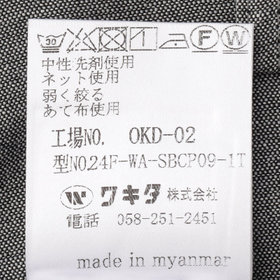 30 F W
中性先剤使用
ネット使用
弱く絞る
あて布使用
工場NO. OKD-02
型NO.24F-WA-SBCP09-1T
ワキタ株式会社
電話 058-251-2451
made in myanmar